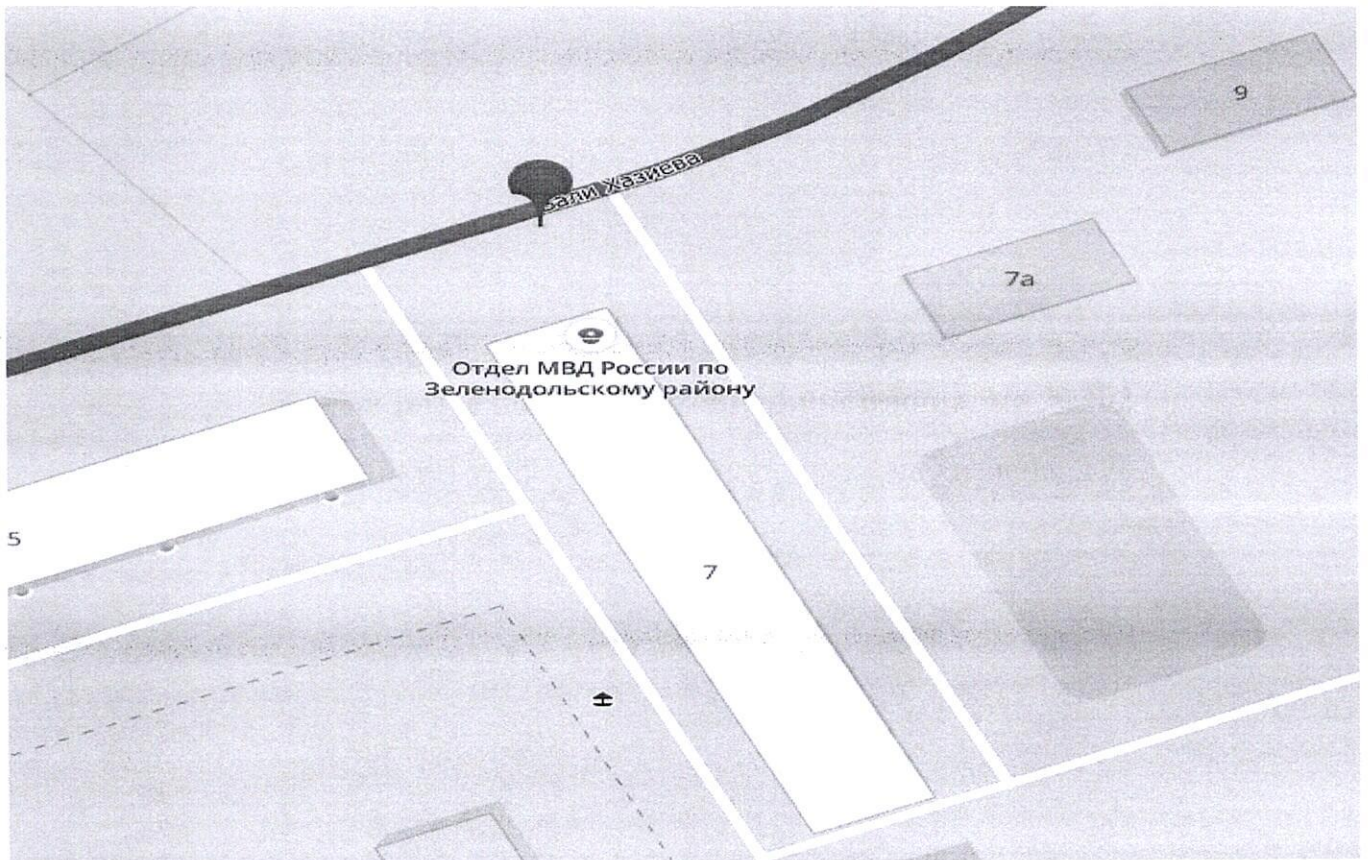 9
Вали Хазиева
7а
Отдел МВД России по
Зеленодольскому району
5
7